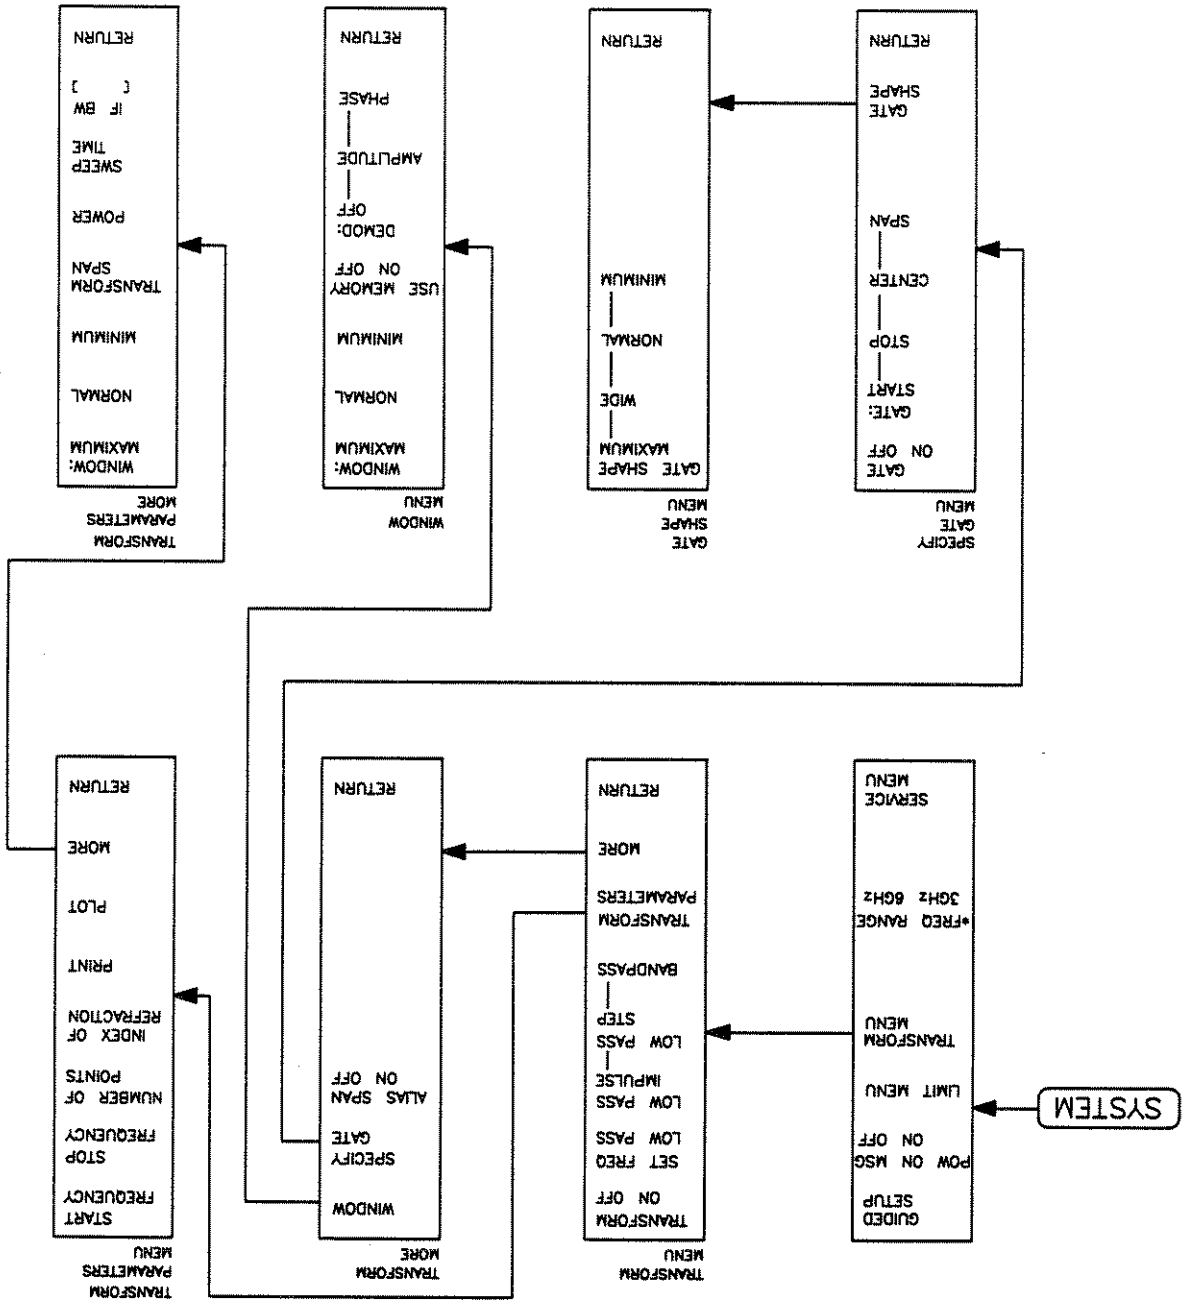 SYSTEM
GUIDED
SETUP
POW ON MSG
ON OFF
LIMIT MENU
TRANSFORM
MENU
*FREQ RANGE
3GHz 6GHz
SERVICE
MENU
TRANSFORM
MENU
TRANSFORM
ON OFF
SET FREQ
LOW PASS
LOW PASS
IMPULSE
LOW PASS
STEP
BANDPASS
TRANSFORM
PARAMETERS
MORE
RETURN
TRANSFORM
MORE
WINDOW
SPECIFY
GATE
ALIAS SPAN
ON OFF
RETURN
TRANSFORM
PARAMETERS
MENU
START
FREQUENCY
STOP
FREQUENCY
NUMBER OF
POINTS
INDEX OF
REFRACTION
PRINT
PLOT
MORE
RETURN
SPECIFY
GATE
MENU
GATE
ON OFF
GATE:
START
STOP
CENTER
SPAN
GATE
SHAPE
RETURN
GATE
SHAPE
MENU
GATE SHAPE
MAXIMUM
WIDE
NORMAL
MINIMUM
RETURN
WINDOW
MENU
WINDOW:
MAXIMUM
NORMAL
MINIMUM
USE MEMORY
ON OFF
DEMOD:
OFF
AMPLITUDE
PHASE
RETURN
TRANSFORM
PARAMETERS
MORE
WINDOW:
MAXIMUM
NORMAL
MINIMUM
TRANSFORM
SPAN
POWER
SWEEP
TIME
IF BW
[ ]
RETURN